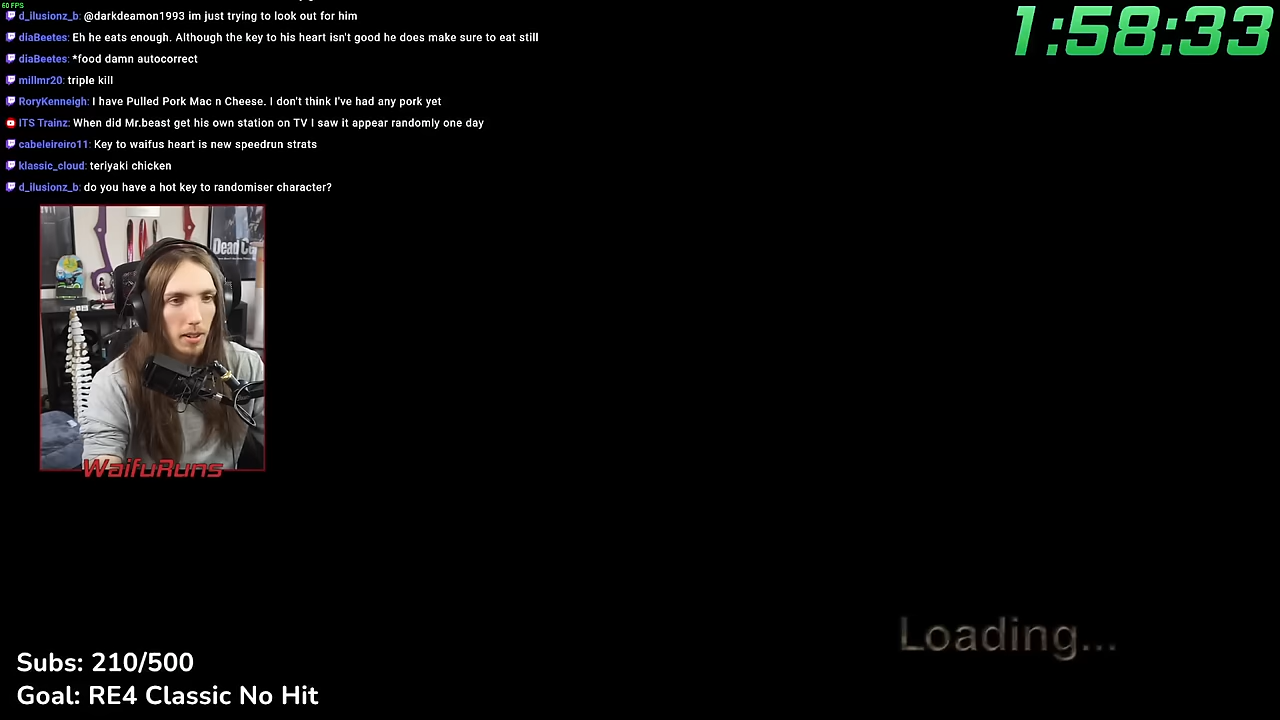 60 FPS
1:58:33
d_ilusionz_b: @darkdeamon1993 im just trying to look out for him
diaBeetes: Eh he eats enough. Although the key to his heart isn't good he does make sure to eat still
diaBeetes: *food damn autocorrect
millmr20: triple kill
RoryKenneigh: I have Pulled Pork Mac n Cheese. I don't think I've had any pork yet
ITS Trainz: When did Mr.beast get his own station on TV I saw it appear randomly one day
cabeleireiro11: Key to waifus heart is new speedrun strats
klassic_cloud: teriyaki chicken
d_ilusionz_b: do you have a hot key to randomiser character?
Dead Ce
WaifuRuns
Loading...
Subs: 210/500
Goal: RE4 Classic No Hit